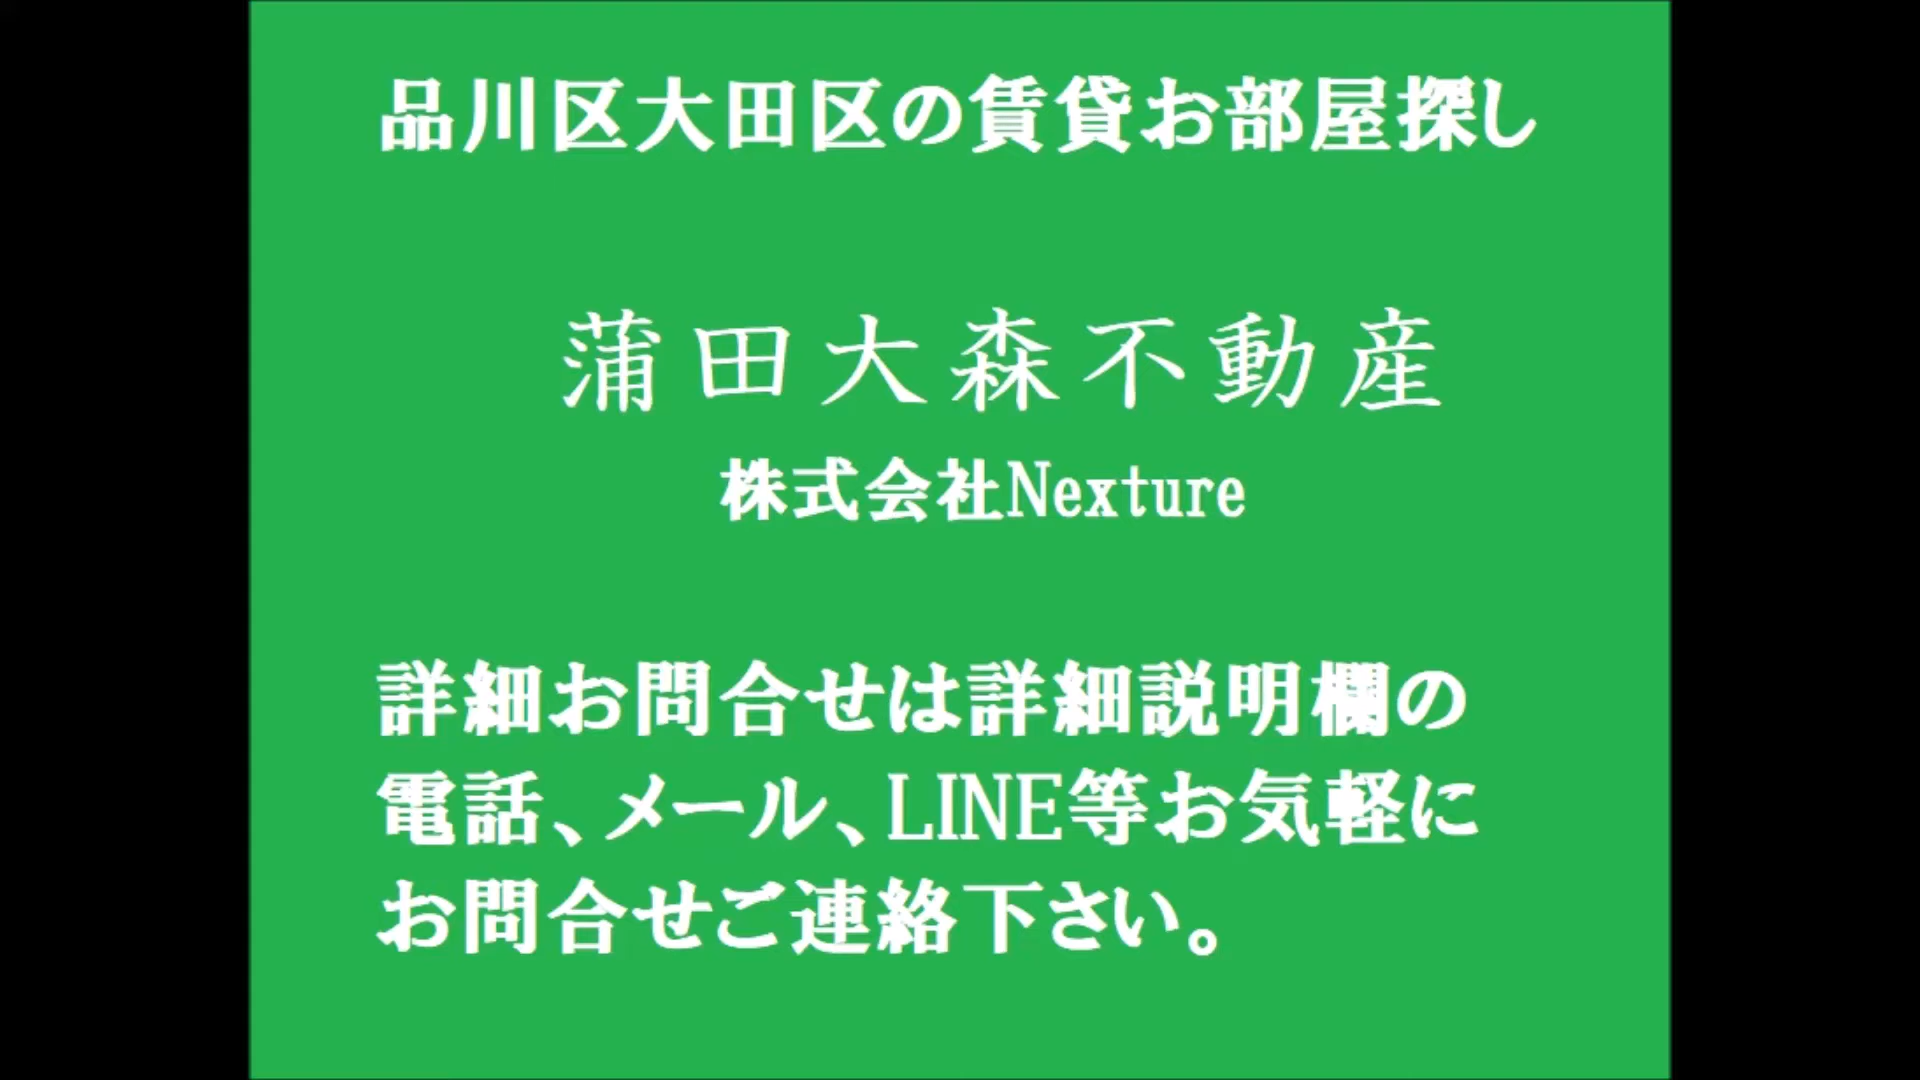 品川区大田区の賃貸お部屋探し
蒲田大森不動産
株式会社Nexture
詳細お問合せは詳細説明欄の
電話、メール、LINE等お気軽に
お問合せご連絡下さい。